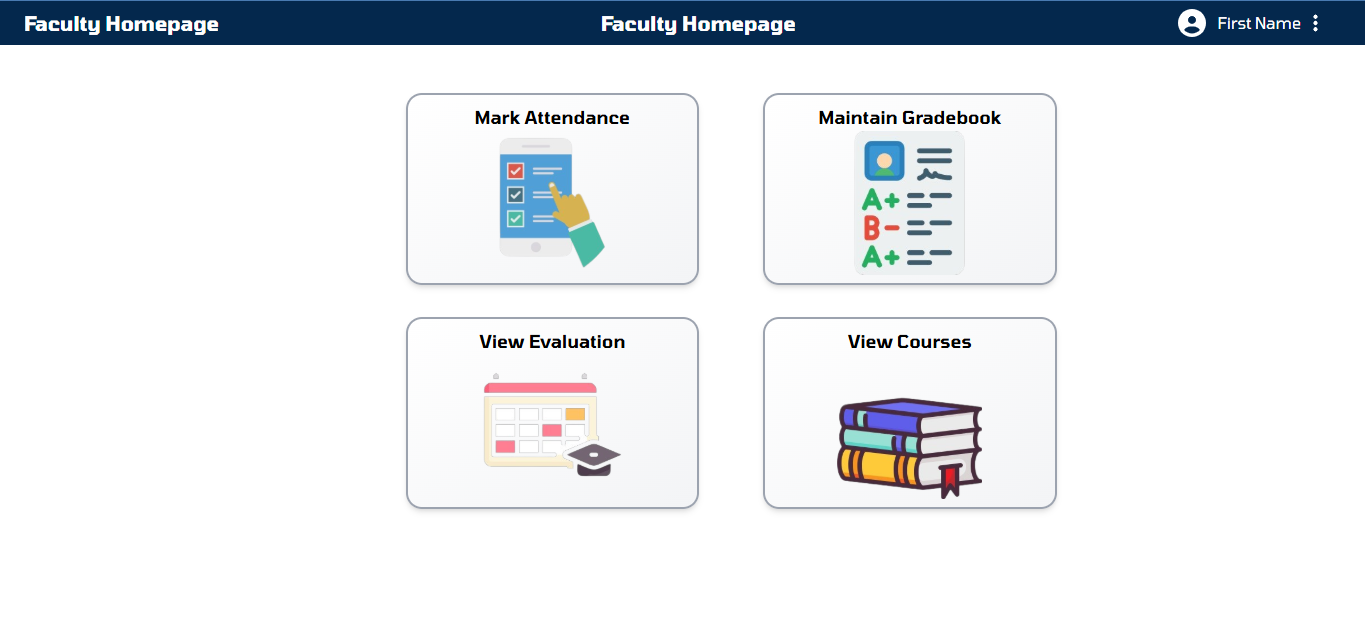 Faculty Homepage
Faculty Homepage
First Name
Mark Attendance
Maintain Gradebook
A+
B-
A+
View Evaluation
View Courses